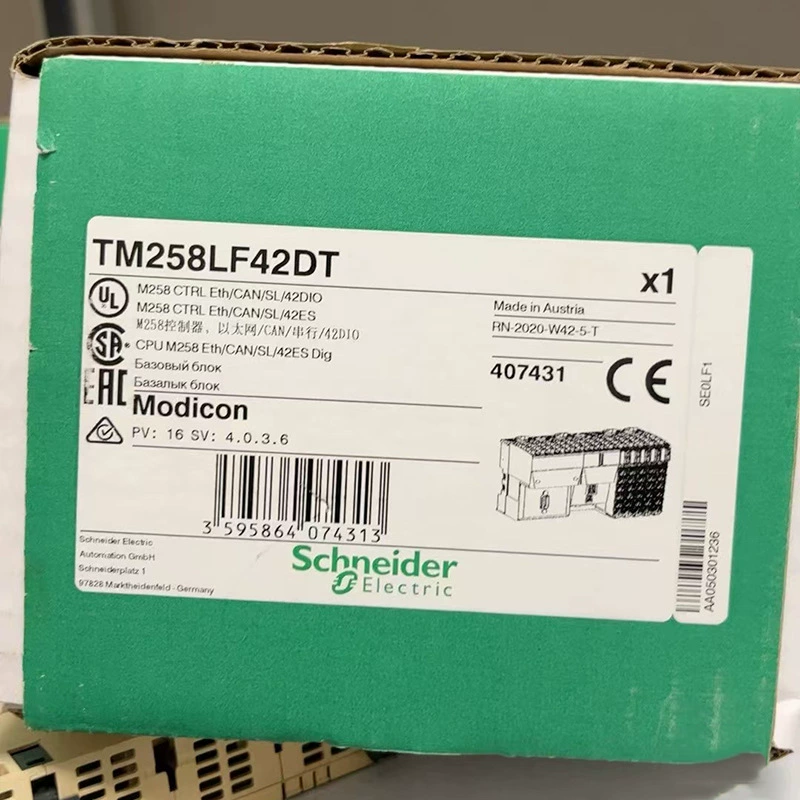 TM258LF42DT
x1
M258 CTRL Eth/CAN/SL/42DIO
M258 CTRL Eth/CAN/SL/42ES
M258控制器, 以太网/CAN/串行/42DIO
CPU M258 Eth/CAN/SL/42ES Dig
Базовый блок
Базалык блок
UL
SA
EAC
Made in Austria
RN-2020-W42-5-T
407431
CE
Modicon
PV: 16 SV: 4.0.3.6
3 595864 074313
Schneider Electric
Automation GmbH
Schneiderplatz 1
97828 Marktheidenfeld - Germany
Schneider
Electric
SE0LF1
AA050301236